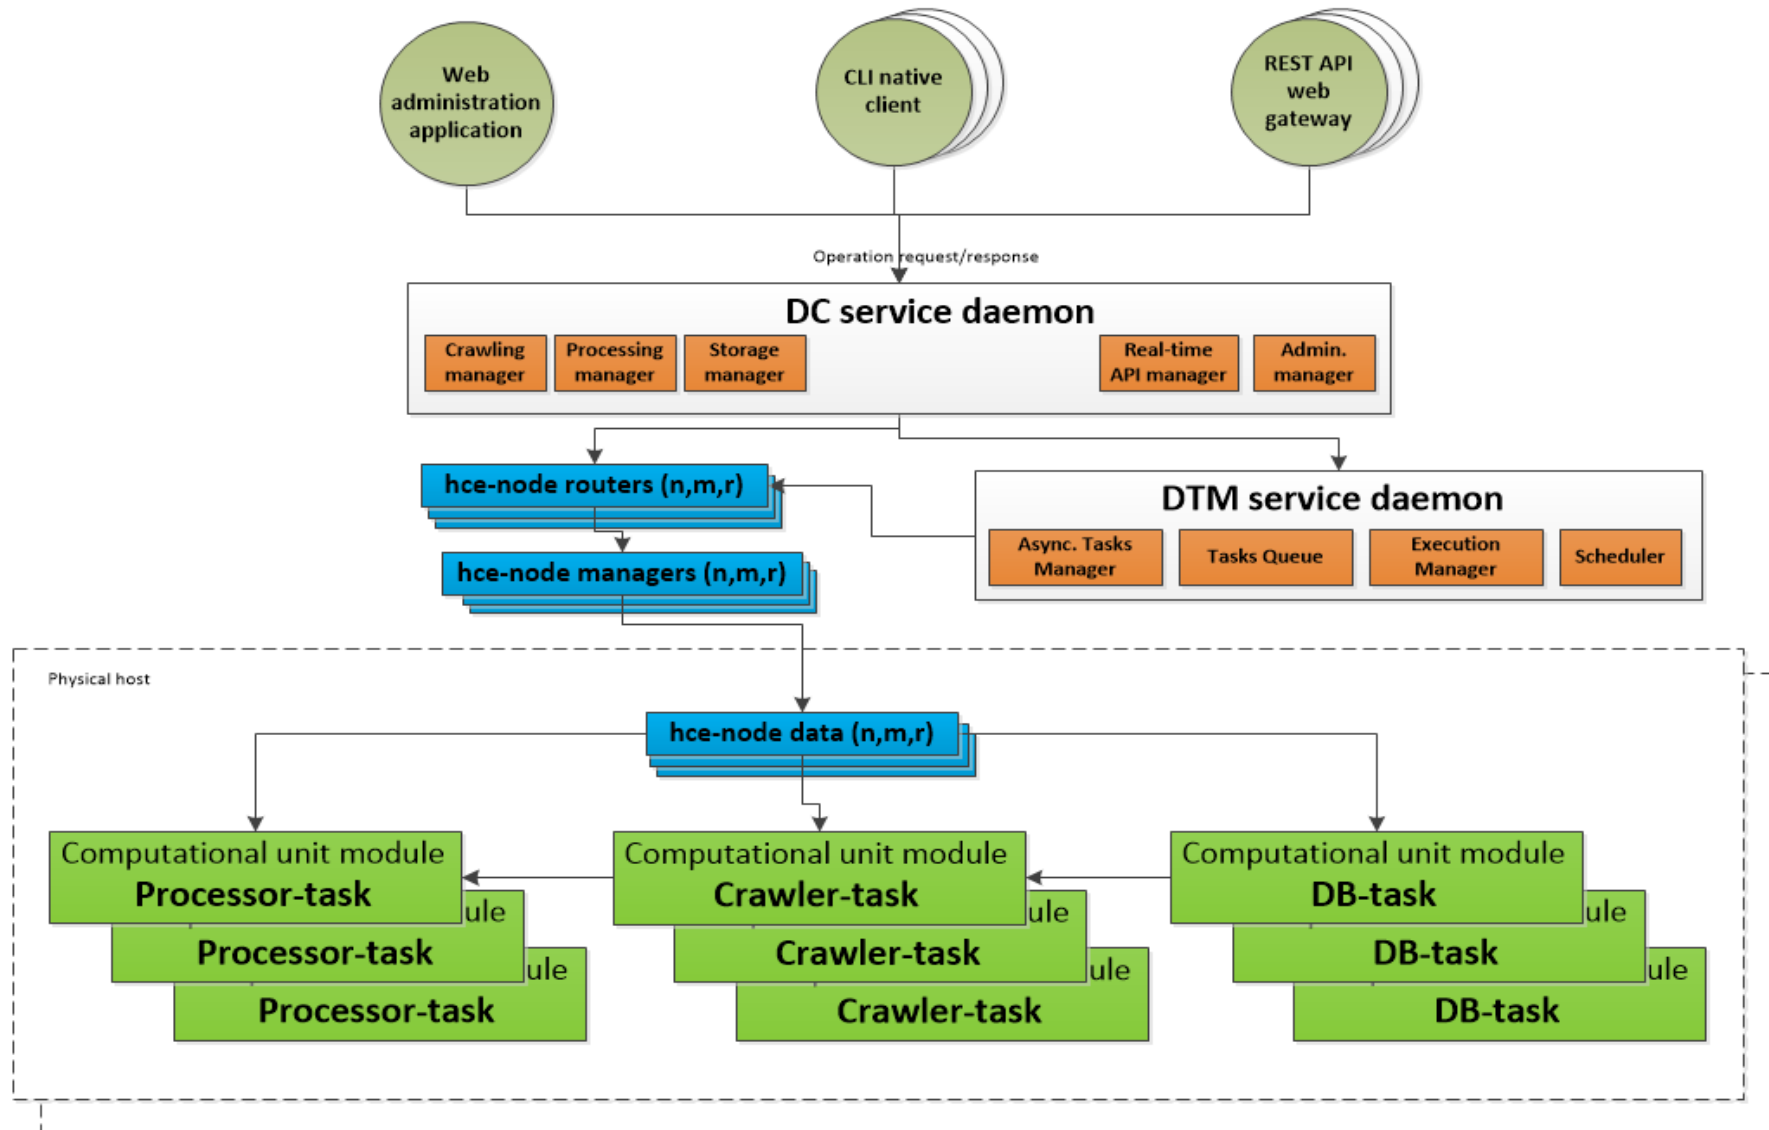 Web
administration
application
CLI native
client
REST API
web
gateway
Operation request/response
DC service daemon
Crawling
manager
Processing
manager
Storage
manager
Real-time
API manager
Admin.
manager
hce-node routers (n,m,r)
DTM service daemon
Async. Tasks
Manager
Tasks Queue
Execution
Manager
Scheduler
hce-node managers (n,m,r)
Physical host
hce-node data (n,m,r)
Computational unit module
Processor-task
ule
Processor-task
ule
Processor-task
Computational unit module
Crawler-task
ule
Crawler-task
ule
Crawler-task
Computational unit module
DB-task
ule
DB-task
ule
DB-task